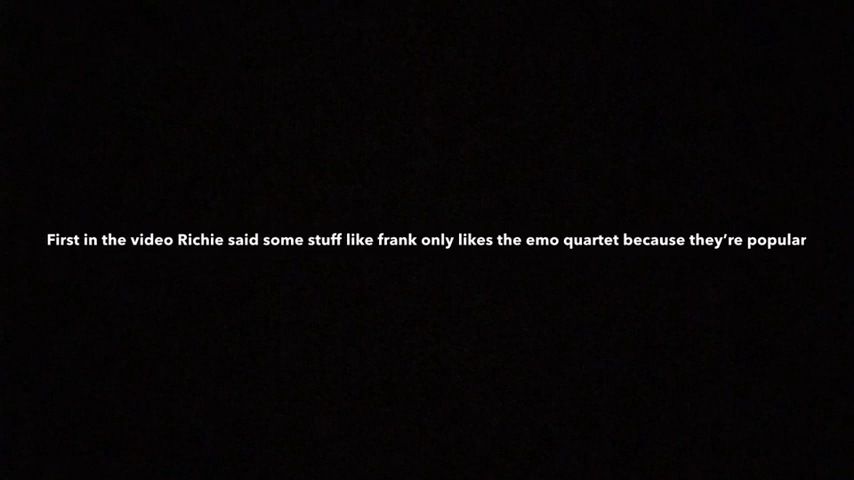 First in the video Richie said some stuff like frank only likes the emo quartet because they’re popular